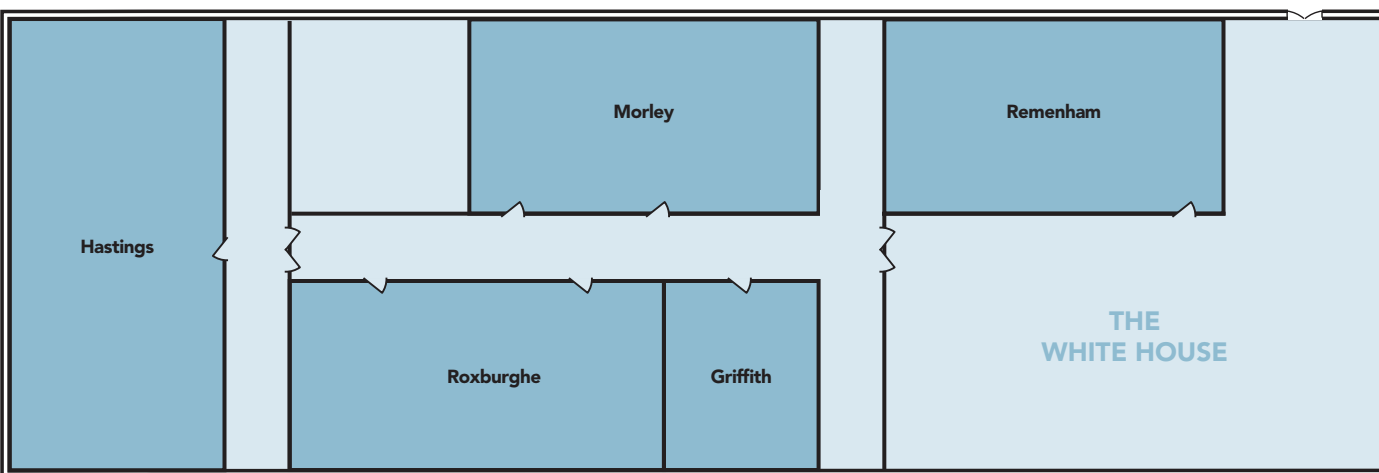 Morley
Remenham
Hastings
THE
WHITE HOUSE
Roxburghe
Griffith